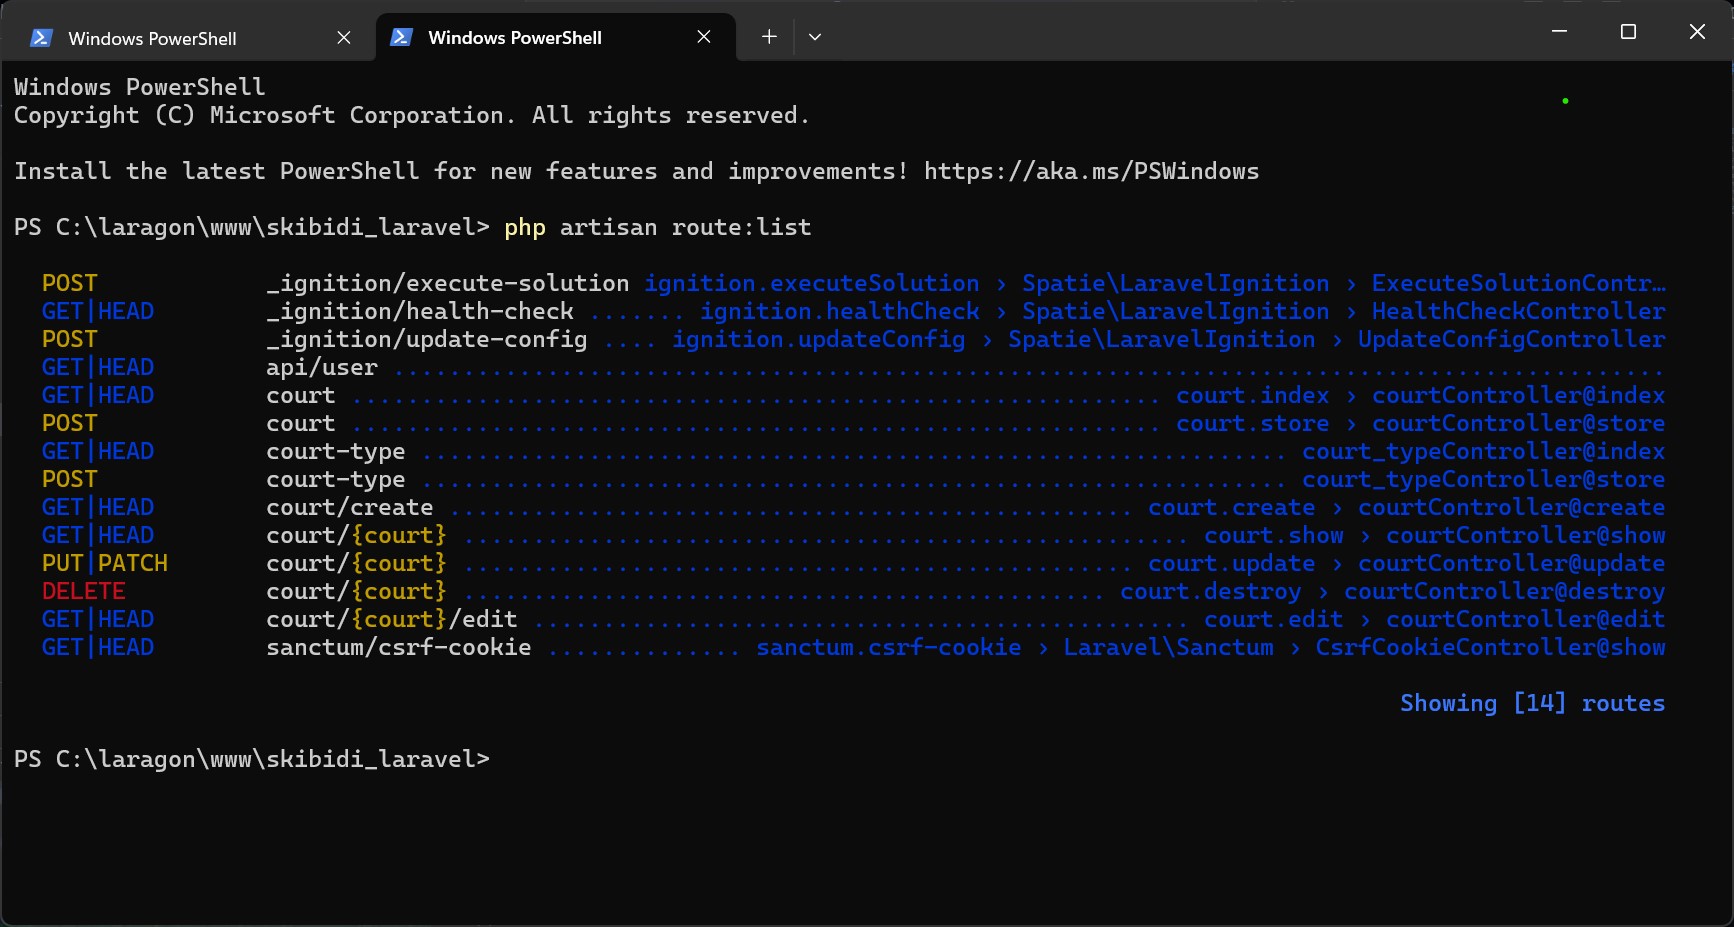 Windows PowerShell
Windows PowerShell
Windows PowerShell
Copyright (C) Microsoft Corporation. All rights reserved.
Install the latest PowerShell for new features and improvements! https://aka.ms/PSWindows
PS C:\laragon\www\skibidi_laravel> php artisan route:list
POST _ignition/execute-solution ignition.executeSolution › Spatie\LaravelIgnition › ExecuteSolutionContr…
GET|HEAD _ignition/health-check ....... ignition.healthCheck › Spatie\LaravelIgnition › HealthCheckController
POST _ignition/update-config .... ignition.updateConfig › Spatie\LaravelIgnition › UpdateConfigController
GET|HEAD api/user ...........................................................................................
GET|HEAD court .......................................................... court.index › courtController@index
POST court .......................................................... court.store › courtController@store
GET|HEAD court-type .............................................................. court_typeController@index
POST court-type .............................................................. court_typeController@store
GET|HEAD court/create ................................................. court.create › courtController@create
GET|HEAD court/{court} .................................................... court.show › courtController@show
PUT|PATCH court/{court} ................................................ court.update › courtController@update
DELETE court/{court} .............................................. court.destroy › courtController@destroy
GET|HEAD court/{court}/edit ............................................... court.edit › courtController@edit
GET|HEAD sanctum/csrf-cookie .............. sanctum.csrf-cookie › Laravel\Sanctum › CsrfCookieController@show
Showing [14] routes
PS C:\laragon\www\skibidi_laravel>